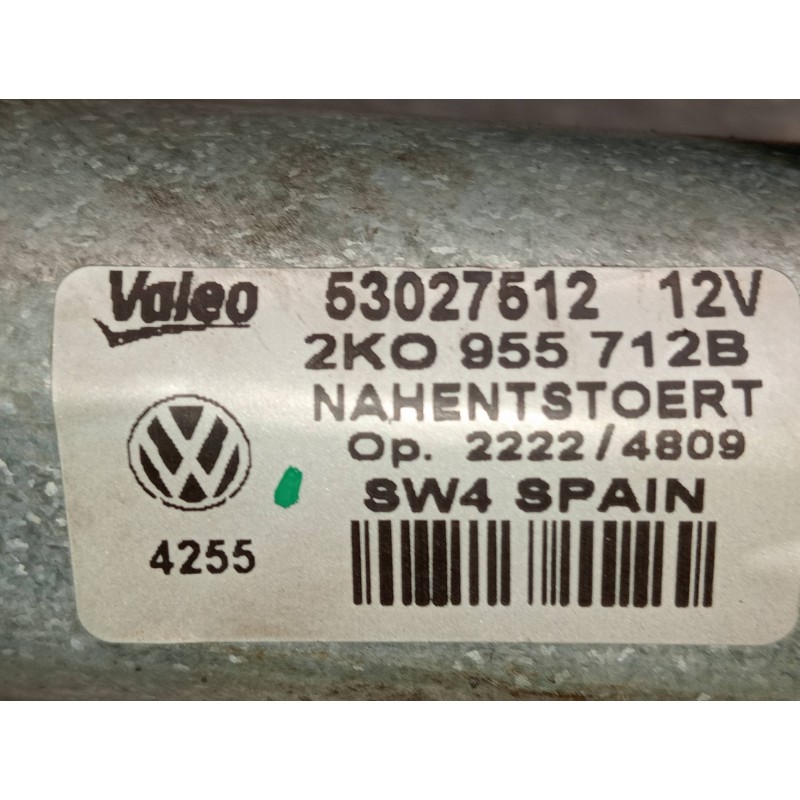 Valeo 53027512 12V
2KO 955 712B
NAHENTSTOERT
Op. 2222/4809
SW4 SPAIN
4255